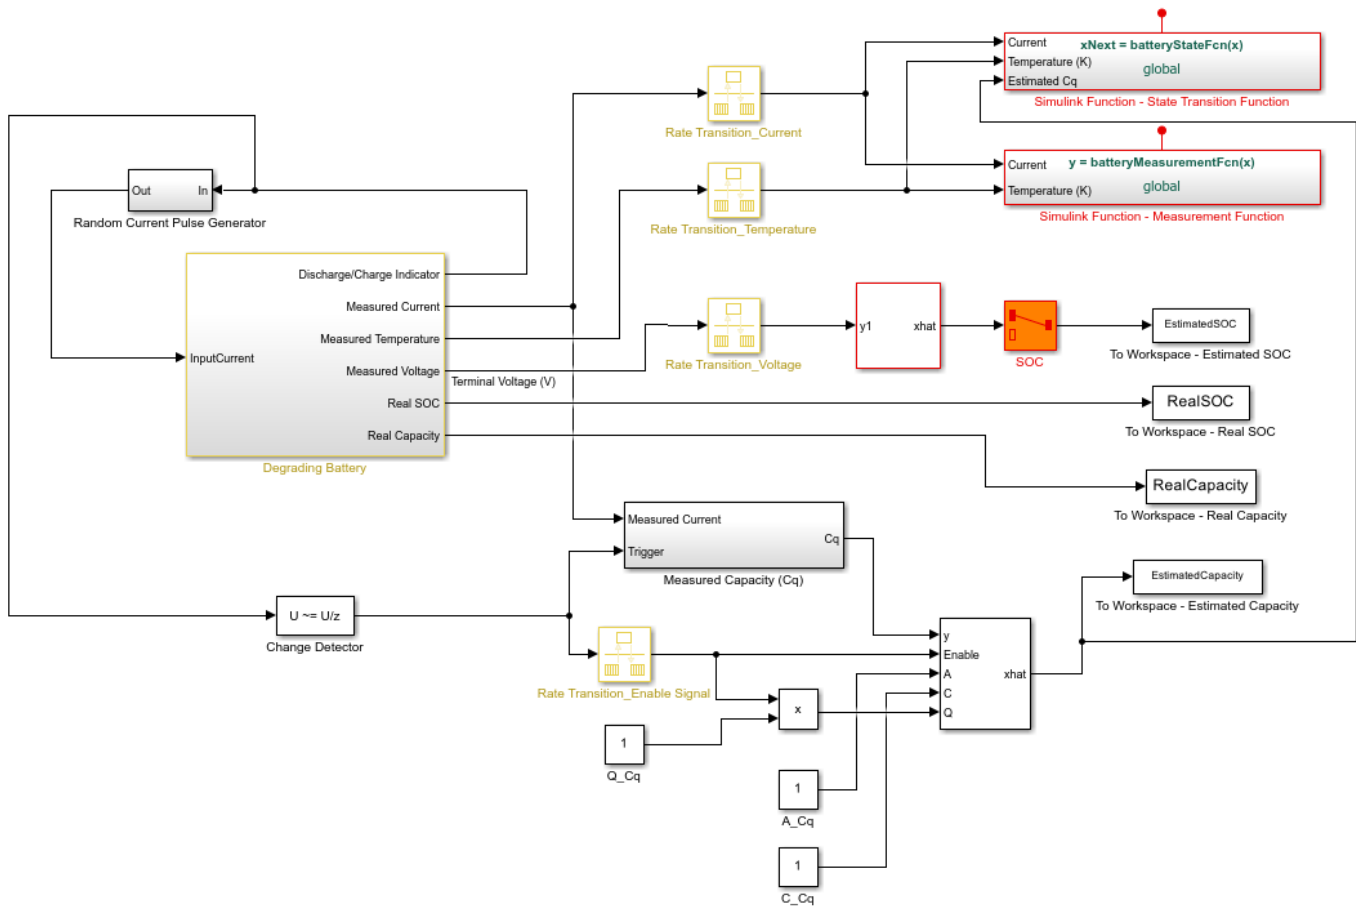 Current
xNext = batteryStateFcn(x)
Temperature (K)
global
Estimated Cq
Simulink Function - State Transition Function
Rate Transition_Current
Current
y = batteryMeasurementFcn(x)
Temperature (K)
global
Simulink Function - Measurement Function
Out
In
Random Current Pulse Generator
Rate Transition_Temperature
Discharge/Charge Indicator
Measured Current
Measured Temperature
InputCurrent
Measured Voltage
Terminal Voltage (V)
Real SOC
Real Capacity
Degrading Battery
Rate Transition_Voltage
y1
xhat
SOC
EstimatedSOC
To Workspace - Estimated SOC
RealSOC
To Workspace - Real SOC
RealCapacity
To Workspace - Real Capacity
Measured Current
Cq
Trigger
Measured Capacity (Cq)
EstimatedCapacity
To Workspace - Estimated Capacity
U ~= U/z
Change Detector
Rate Transition_Enable Signal
y
Enable
A
xhat
C
Q
x
1
Q_Cq
1
A_Cq
1
C_Cq